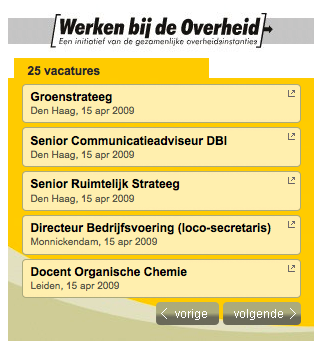 Werken bij de Overheid
Een initiatief van de gezamenlijke overheidsinstanties
25 vacatures
Groenstrateeg
Den Haag, 15 apr 2009
Senior Communicatieadviseur DBI
Den Haag, 15 apr 2009
Senior Ruimtelijk Strateeg
Den Haag, 15 apr 2009
Directeur Bedrijfsvoering (loco-secretaris)
Monnickendam, 15 apr 2009
Docent Organische Chemie
Leiden, 15 apr 2009
vorige volgende